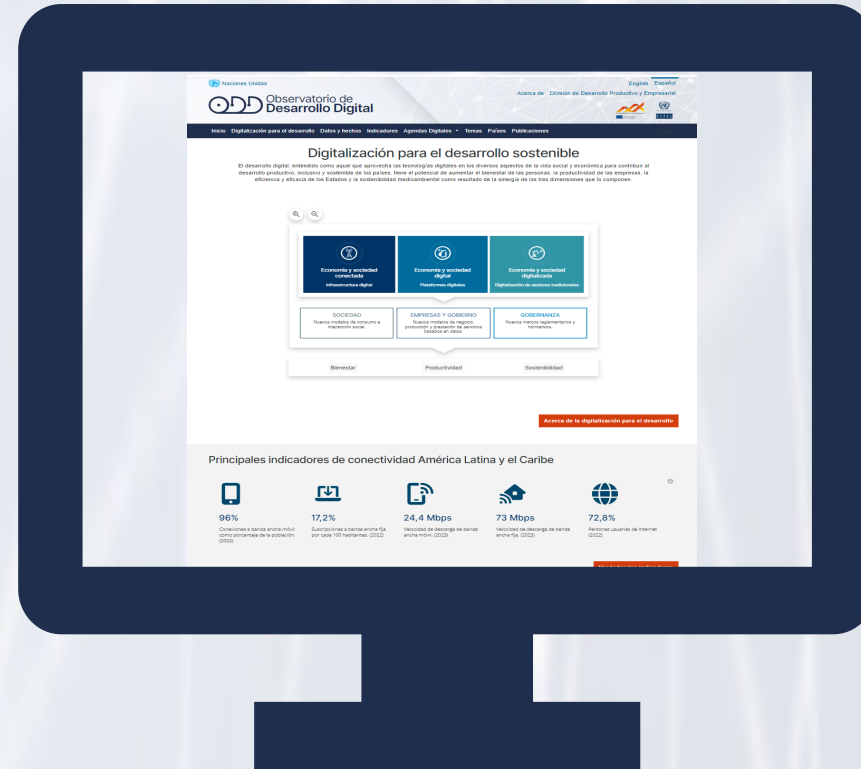 Naciones Unidas
English Español
Acerca de División de Desarrollo Productivo y Empresarial
ODD Observatorio de
Desarrollo Digital
Inicio Digitalización para el desarrollo Datos y hechos Indicadores Agendas Digitales Temas Países Publicaciones
Digitalización para el desarrollo sostenible
El desarrollo digital, entendido como aquel que aprovecha las tecnologías digitales en los diversos aspectos de la vida social y económica para contribuir al
desarrollo productivo, inclusivo y sostenible de los países, tiene el potencial de aumentar el bienestar de las personas, la productividad de las empresas, la
eficiencia y eficacia de los Estados y la sostenibilidad medioambiental como resultado de la sinergia de las tres dimensiones que lo componen.
Economía y sociedad
conectada
Infraestructura digital
Economía y sociedad
digital
Plataformas digitales
Economía y sociedad
digitalizada
Digitalización de sectores tradicionales
SOCIEDAD
Nuevos modelos de consumo e
interacción social.
EMPRESAS Y GOBIERNO
Nuevos modelos de negocio,
producción y prestación de servicios
basados en datos.
GOBERNANZA
Nuevos marcos reglamentarios y
normativos.
Bienestar Productividad Sostenibilidad
Acerca de la digitalización para el desarrollo
Principales indicadores de conectividad América Latina y el Caribe
96%
Conexiones a banda ancha móvil
como porcentaje de la población.
(2022)
17,2%
Suscripciones a banda ancha fija
por cada 100 habitantes. (2022)
24,4 Mbps
Velocidad de descarga de banda
ancha móvil. (2023)
73 Mbps
Velocidad de descarga de banda
ancha fija. (2023)
72,8%
Personas usuarias de Internet
(2022)